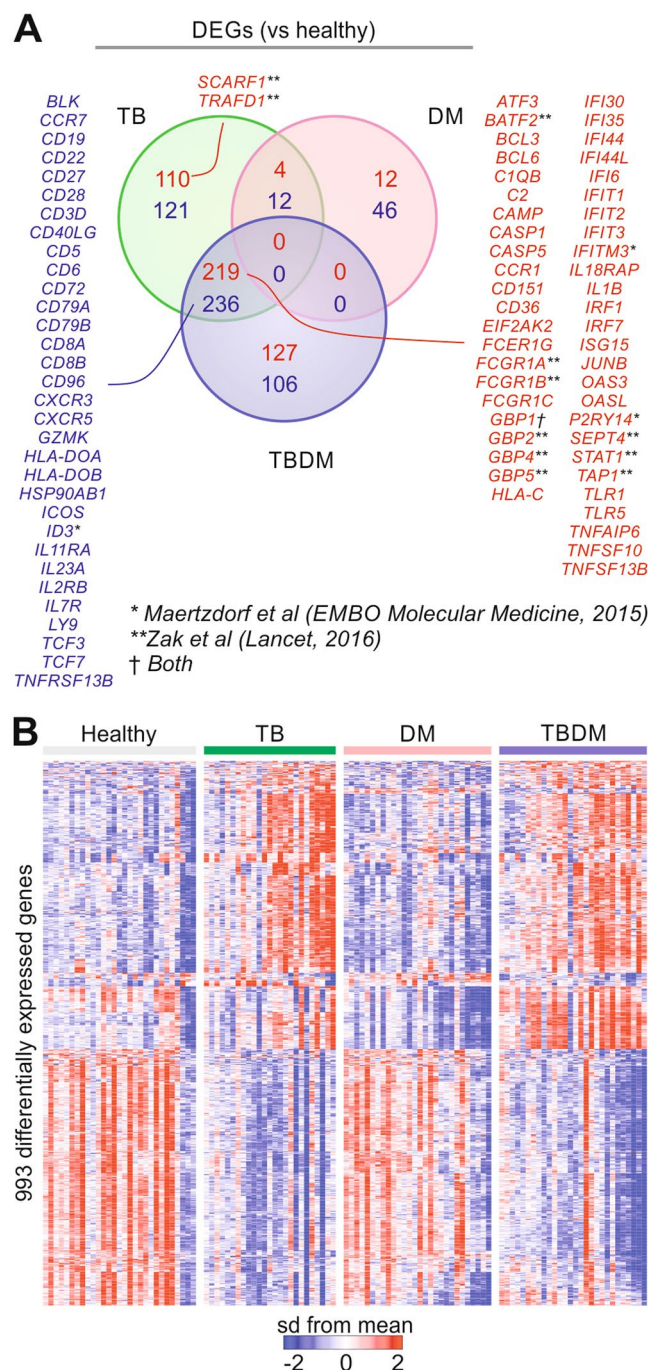 A
DEGs (vs healthy)
SCARF1**
TRAFD1**
TB
DM
TBDM
110
121
4
12
12
46
0
0
219
236
0
0
127
106
BLK
CCR7
CD19
CD22
CD27
CD28
CD3D
CD40LG
CD5
CD6
CD72
CD79A
CD79B
CD8A
CD8B
CD96
CXCR3
CXCR5
GZMK
HLA-DOA
HLA-DOB
HSP90AB1
ICOS
ID3*
IL11RA
IL23A
IL2RB
IL7R
LY9
TCF3
TCF7
TNFRSF13B
ATF3
BATF2**
BCL3
BCL6
C1QB
C2
CAMP
CASP1
CASP5
CCR1
CD151
CD36
EIF2AK2
FCER1G
FCGR1A**
FCGR1B**
FCGR1C
GBP1†
GBP2**
GBP4**
GBP5**
HLA-C
IFI30
IFI35
IFI44
IFI44L
IFI6
IFIT1
IFIT2
IFIT3
IFITM3*
IL18RAP
IL1B
IRF1
IRF7
ISG15
JUNB
OAS3
OASL
P2RY14*
SEPT4**
STAT1**
TAP1**
TLR1
TLR5
TNFAIP6
TNFSF10
TNFSF13B
* Maertzdorf et al (EMBO Molecular Medicine, 2015)
**Zak et al (Lancet, 2016)
† Both
B
Healthy TB DM TBDM
993 differentially expressed genes
sd from mean
-2 0 2